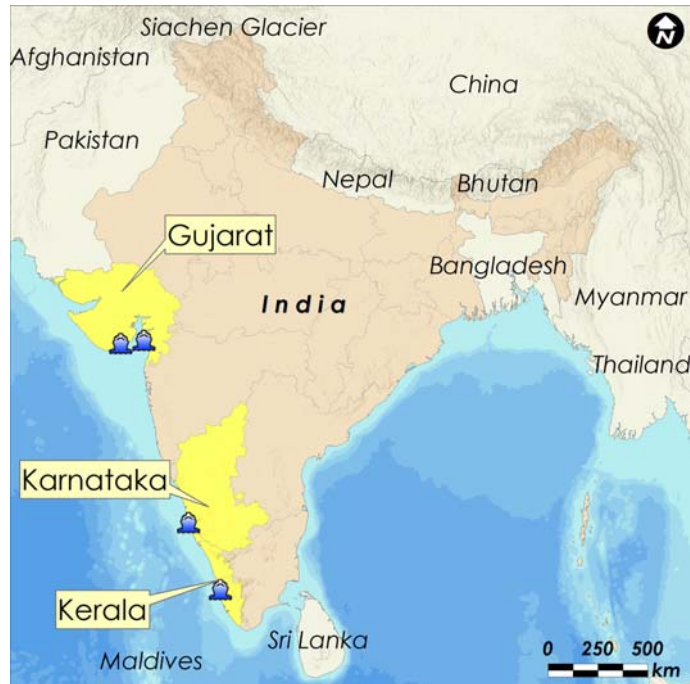 Siachen Glacier
N
Afghanistan
China
Pakistan
Nepal
Bhutan
Gujarat
Bangladesh
India
Myanmar
Thailand
Karnataka
Kerala
Sri Lanka
Maldives
0 250 500
km